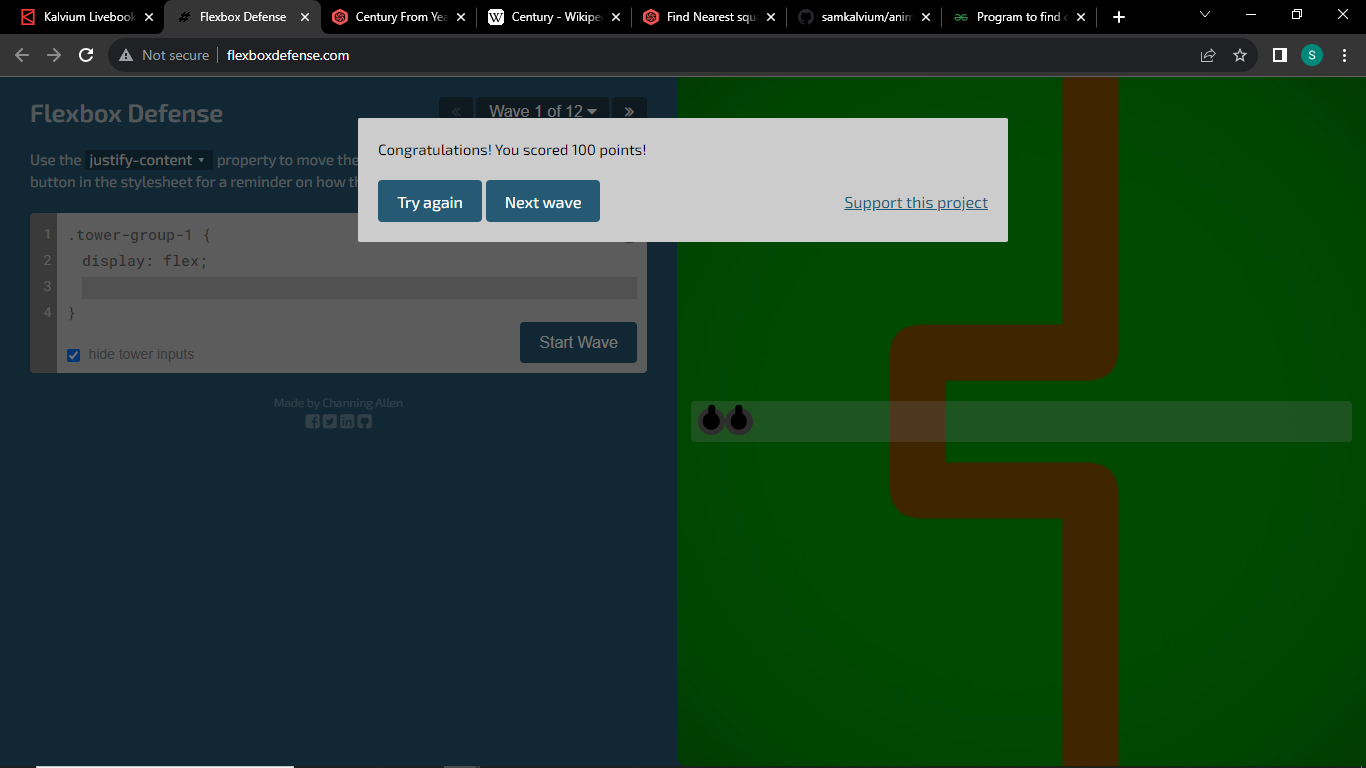 Kalvium Livebook
Flexbox Defense
Century From Yea
Century - Wikipe
Find Nearest squ
samkalvium/anim
Program to find
Not secure
flexboxdefense.com
S
Flexbox Defense
Wave 1 of 12
Congratulations! You scored 100 points!
Use the justify-content property to move the
button in the stylesheet for a reminder on how th
Try again
Next wave
Support this project
1 .tower-group-1 {
2 display: flex;
3
4 }
Start Wave
hide tower inputs
Made by Channing Allen